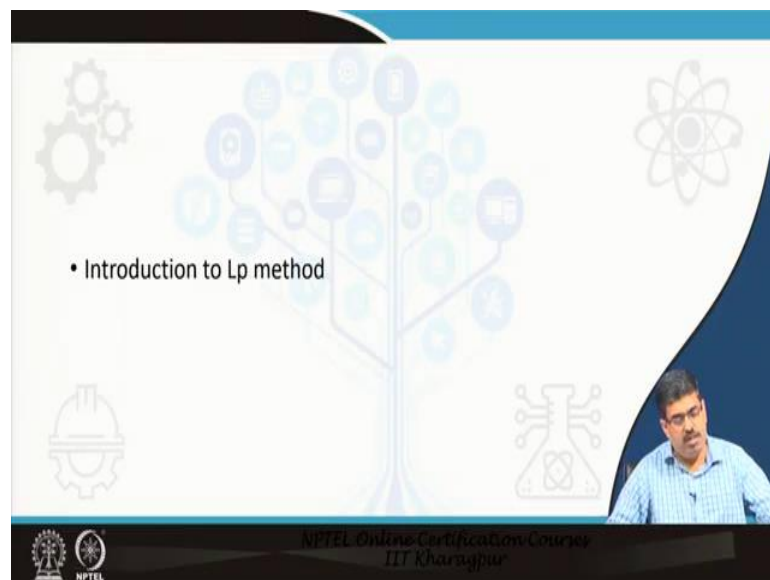 • Introduction to Lp method
NPTEL Online Certification Courses
IIT Kharagpur
NPTEL